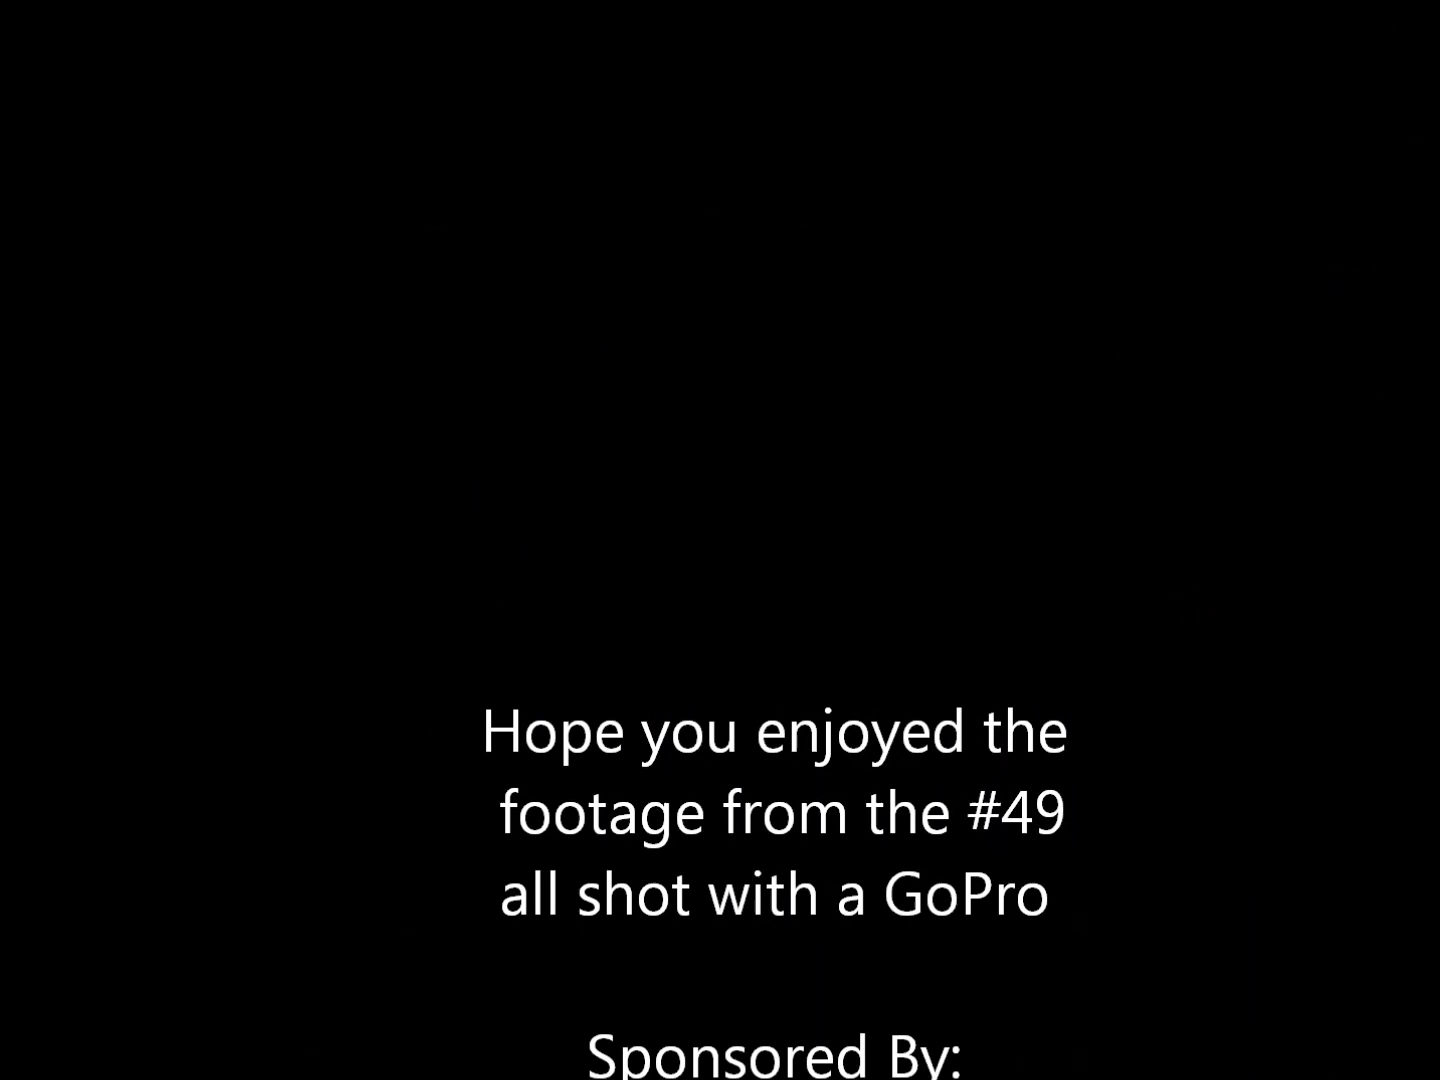 Hope you enjoyed the
footage from the #49
all shot with a GoPro
Sponsored By: